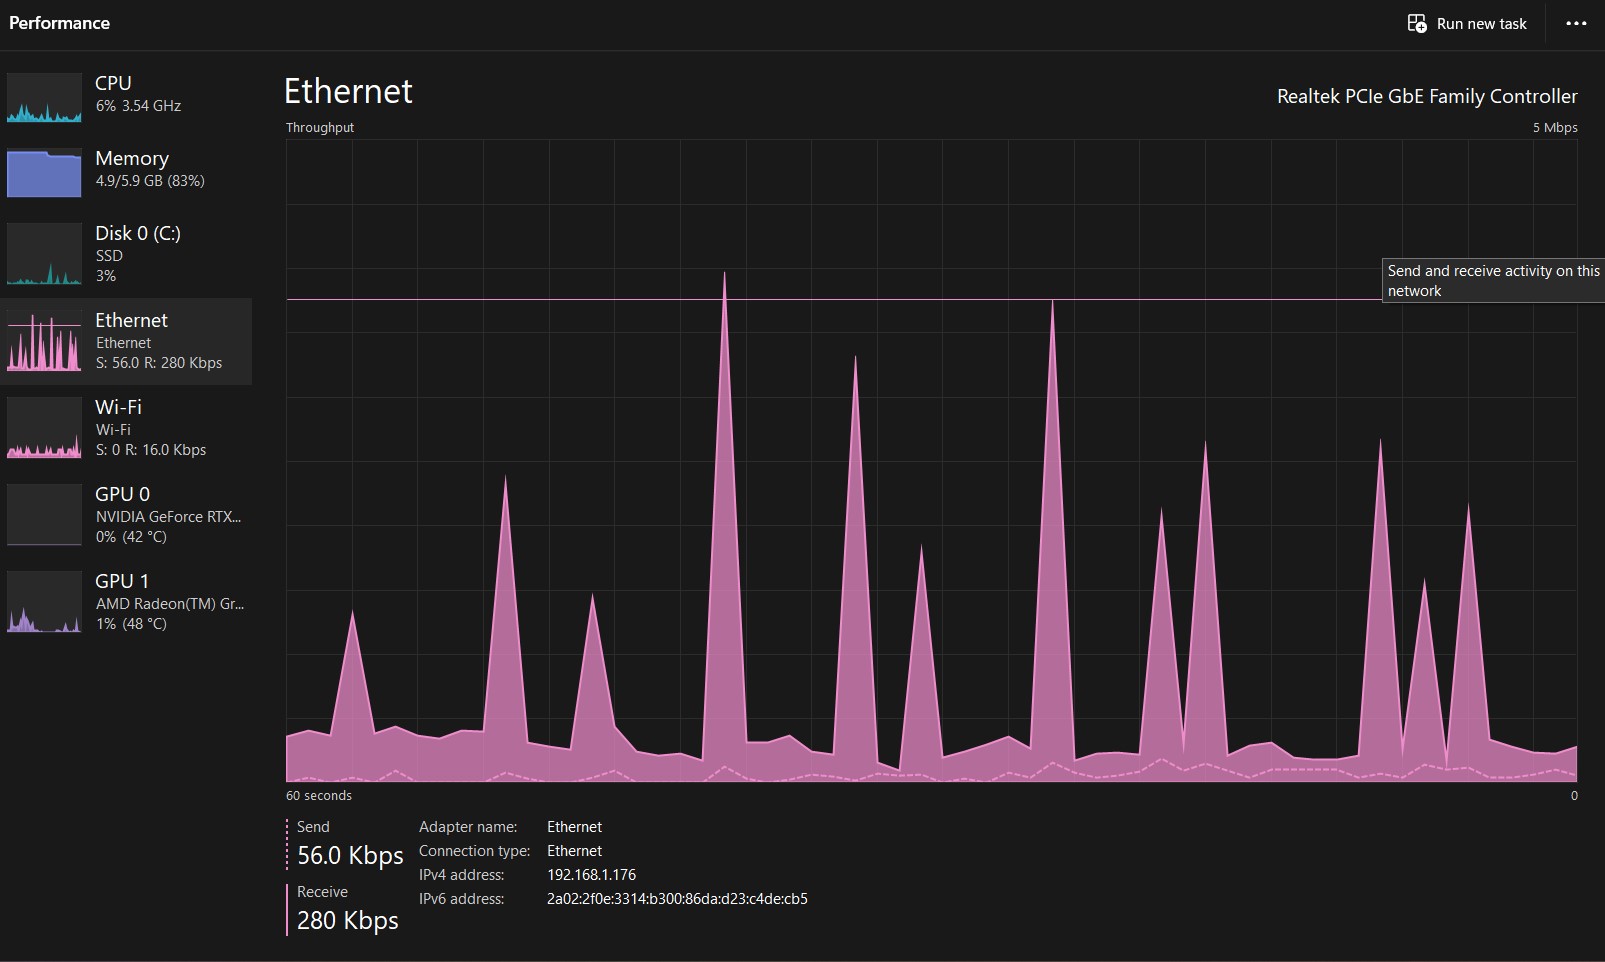 Performance
Run new task
CPU
6% 3.54 GHz
Memory
4.9/5.9 GB (83%)
Disk 0 (C:)
SSD
3%
Ethernet
Ethernet
S: 56.0 R: 280 Kbps
Wi-Fi
Wi-Fi
S: 0 R: 16.0 Kbps
GPU 0
NVIDIA GeForce RTX...
0% (42 °C)
GPU 1
AMD Radeon(TM) Gr...
1% (48 °C)
Ethernet
Realtek PCIe GbE Family Controller
Throughput
5 Mbps
Send and receive activity on this
network
60 seconds
0
Send
56.0 Kbps
Receive
280 Kbps
Adapter name: Ethernet
Connection type: Ethernet
IPv4 address: 192.168.1.176
IPv6 address: 2a02:2f0e:3314:b300:86da:d23:c4de:cb5